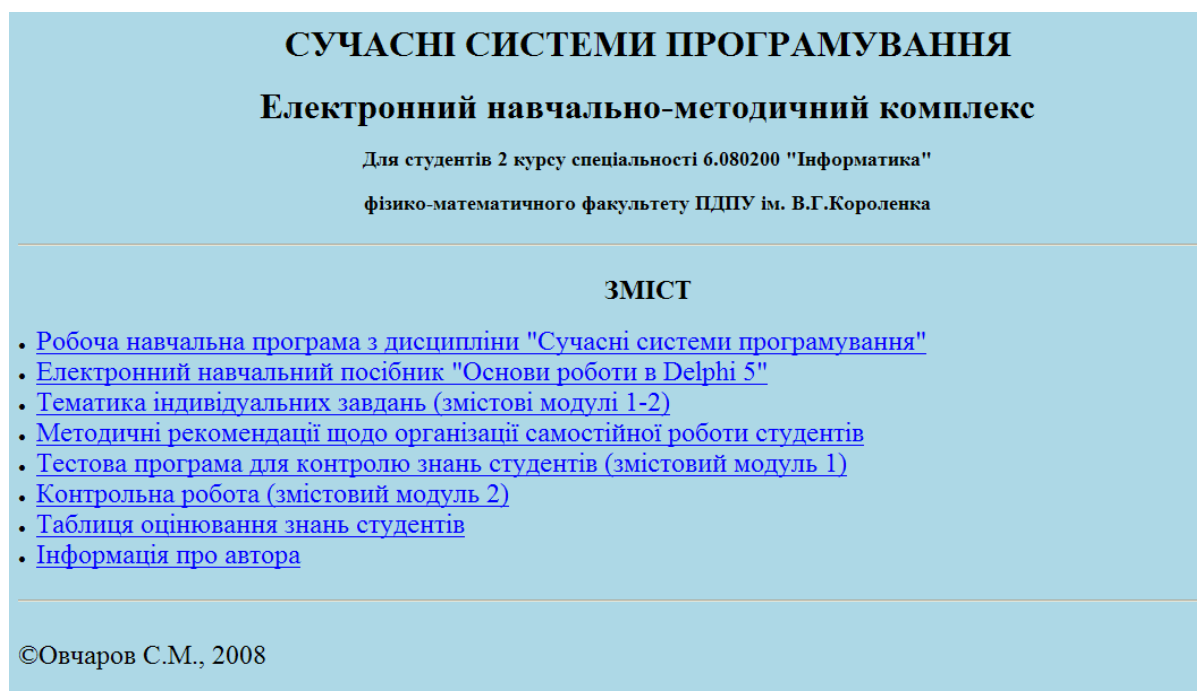 СУЧАСНІ СИСТЕМИ ПРОГРАМУВАННЯ
Електронний навчально-методичний комплекс
Для студентів 2 курсу спеціальності 6.080200 "Інформатика"
фізико-математичного факультету ПДПУ ім. В.Г.Короленка
ЗМІСТ
• Робоча навчальна програма з дисципліни "Сучасні системи програмування"
• Електронний навчальний посібник "Основи роботи в Delphi 5"
• Тематика індивідуальних завдань (змістові модулі 1-2)
• Методичні рекомендації щодо організації самостійної роботи студентів
• Тестова програма для контролю знань студентів (змістовий модуль 1)
• Контрольна робота (змістовий модуль 2)
• Таблиця оцінювання знань студентів
• Інформація про автора
©Овчаров С.М., 2008